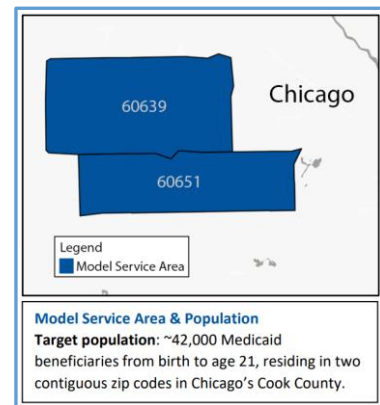 Chicago
60639
60651
Legend
Model Service Area
Model Service Area & Population
Target population: ~42,000 Medicaid
beneficiaries from birth to age 21, residing in two
contiguous zip codes in Chicago's Cook County.